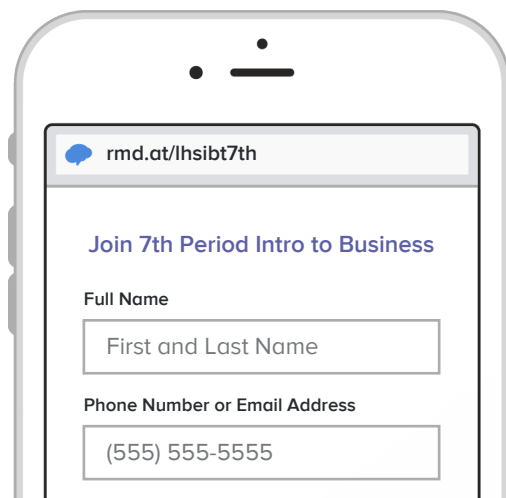 rmd.at/lhsibt7th
Join 7th Period Intro to Business
Full Name
First and Last Name
Phone Number or Email Address
(555) 555-5555